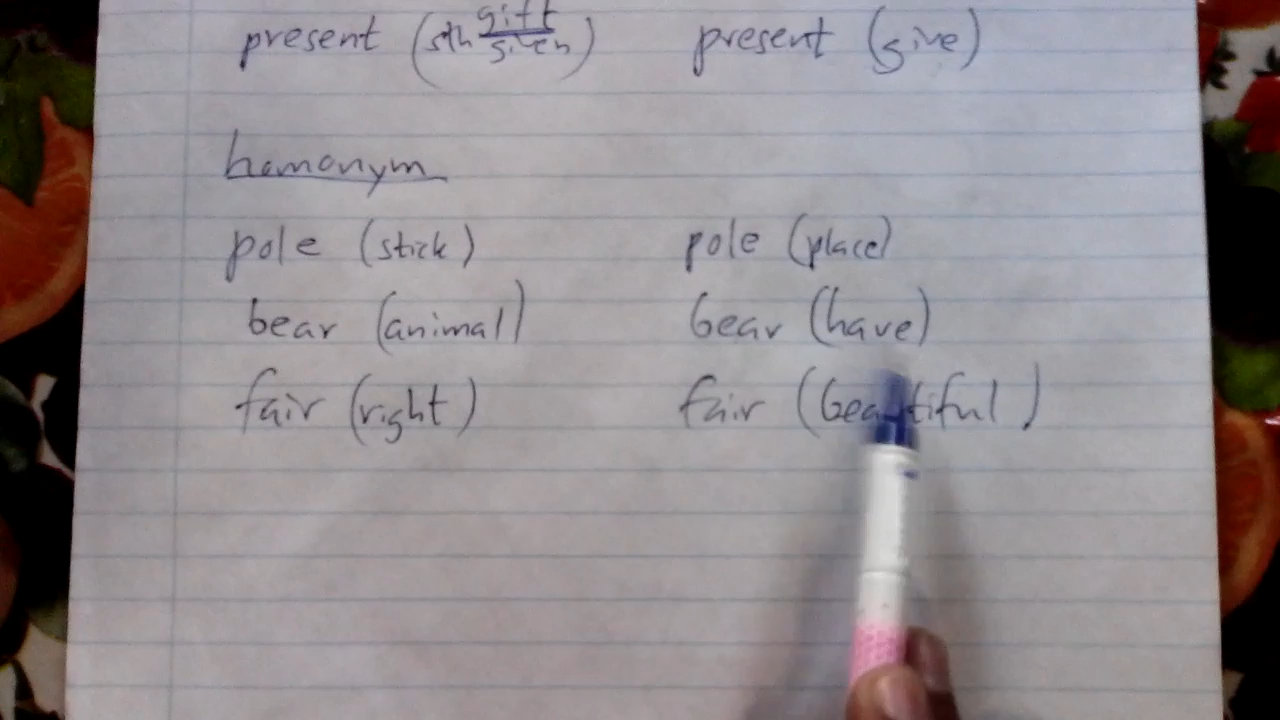 present (sth gift given) present (give)
homonym
pole (stick) pole (place)
bear (animal) bear (have)
fair (right) fair (beautiful)